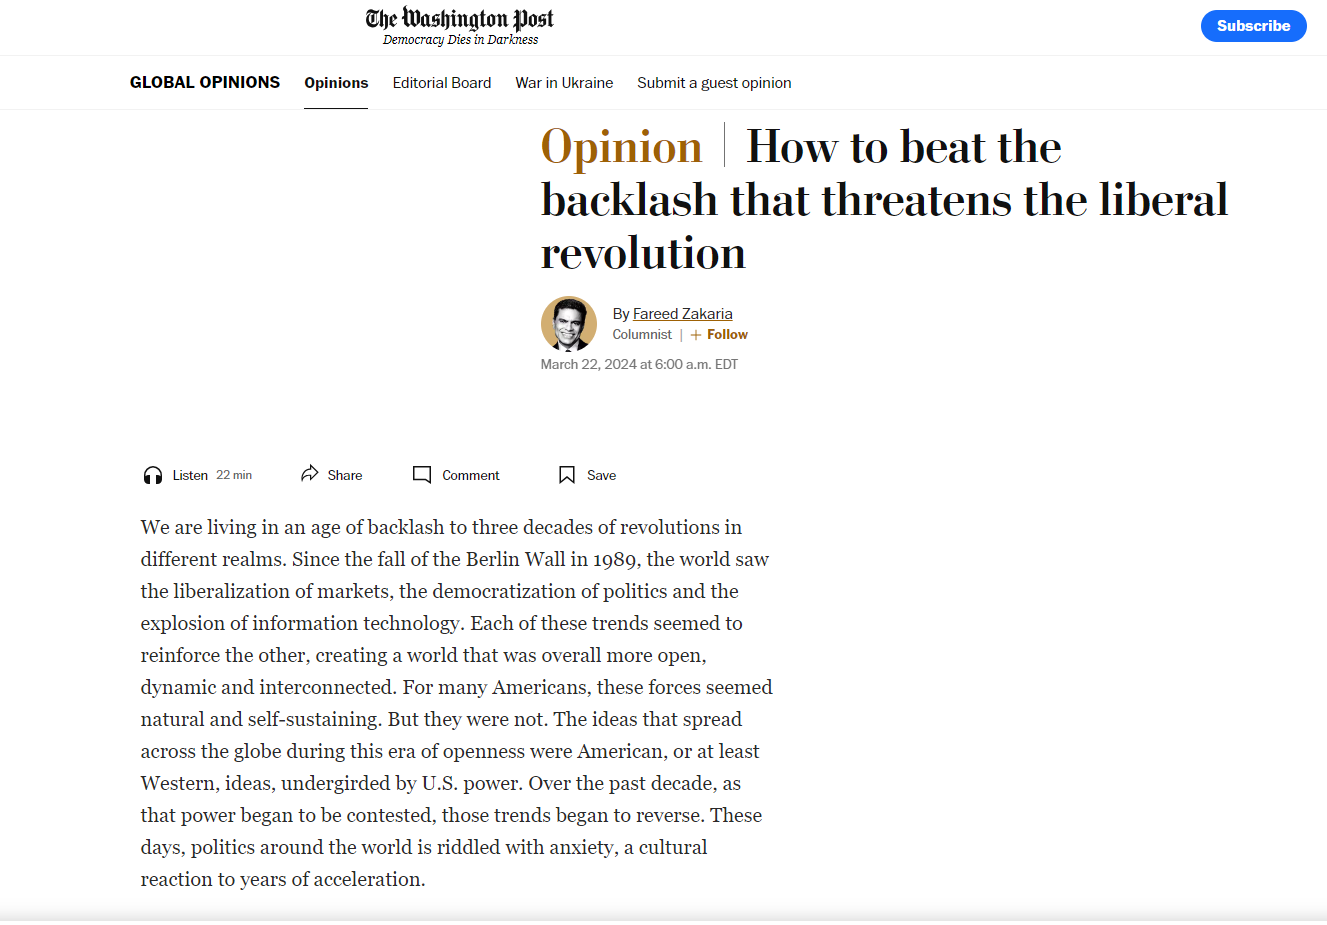 The Washington Post
Democracy Dies in Darkness
Subscribe
GLOBAL OPINIONS Opinions Editorial Board War in Ukraine Submit a guest opinion
Opinion | How to beat the
backlash that threatens the liberal
revolution
By Fareed Zakaria
Columnist | + Follow
March 22, 2024 at 6:00 a.m. EDT
Listen 22 min Share Comment Save
We are living in an age of backlash to three decades of revolutions in
different realms. Since the fall of the Berlin Wall in 1989, the world saw
the liberalization of markets, the democratization of politics and the
explosion of information technology. Each of these trends seemed to
reinforce the other, creating a world that was overall more open,
dynamic and interconnected. For many Americans, these forces seemed
natural and self-sustaining. But they were not. The ideas that spread
across the globe during this era of openness were American, or at least
Western, ideas, undergirded by U.S. power. Over the past decade, as
that power began to be contested, those trends began to reverse. These
days, politics around the world is riddled with anxiety, a cultural
reaction to years of acceleration.